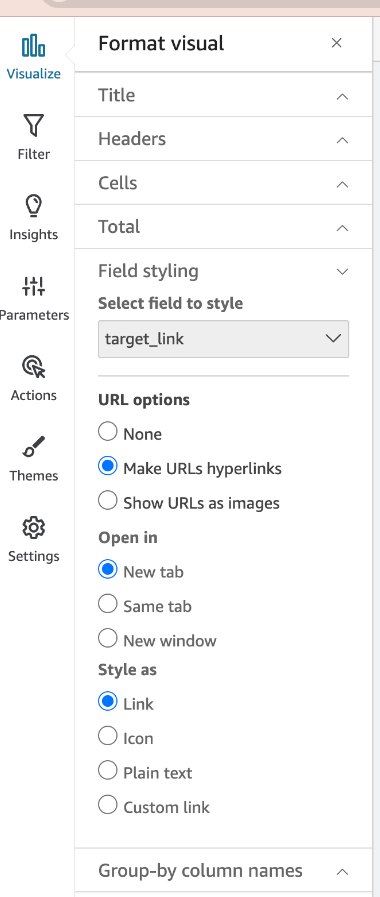 Format visual
Visualize
Filter
Insights
Parameters
Actions
Themes
Settings
Title
Headers
Cells
Total
Field styling
Select field to style
target_link
URL options
None
Make URLs hyperlinks
Show URLs as images
Open in
New tab
Same tab
New window
Style as
Link
Icon
Plain text
Custom link
Group-by column names